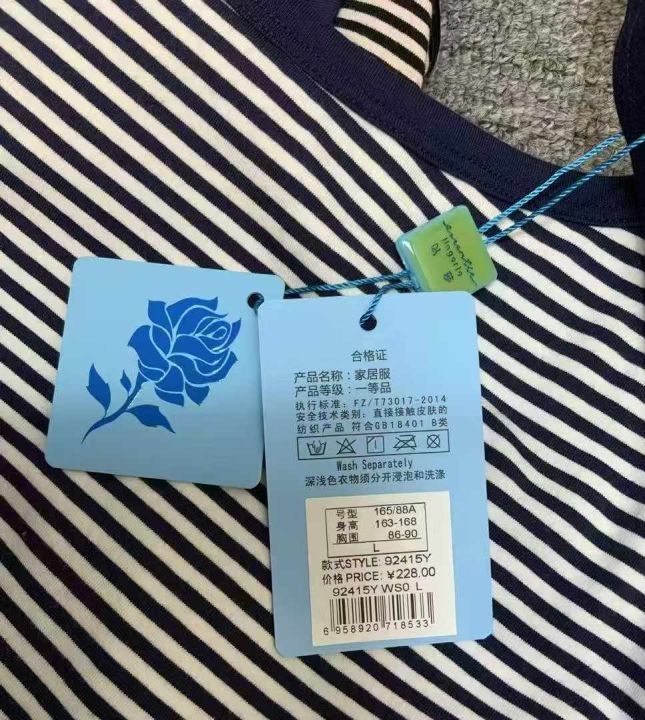 lingerie
合格证
产品名称：家居服
产品等级：一等品
执行标准：FZ/T73017-2014
安全技术类别：直接接触皮肤的
纺织产品 符合GB18401 B类
Wash Separately
深浅色衣物须分开浸泡和洗涤
号型 165/88A
身高 163-168
胸围 86-90
L
款式STYLE: 92415Y
价格PRICE: ¥228.00
92415Y WS0 L
6 958920 718533